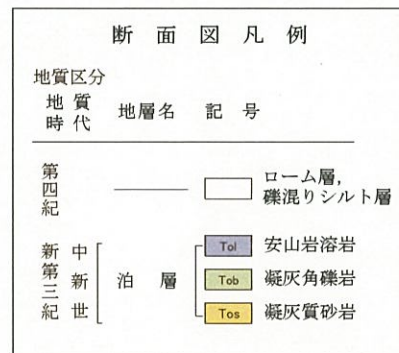 断面図凡例
地質区分
地質時代 地層名 記号
第四紀 ローム層,
礫混りシルト層
新第三紀 中新世 泊層
Tol 安山岩溶岩
Tob 凝灰角礫岩
Tos 凝灰質砂岩